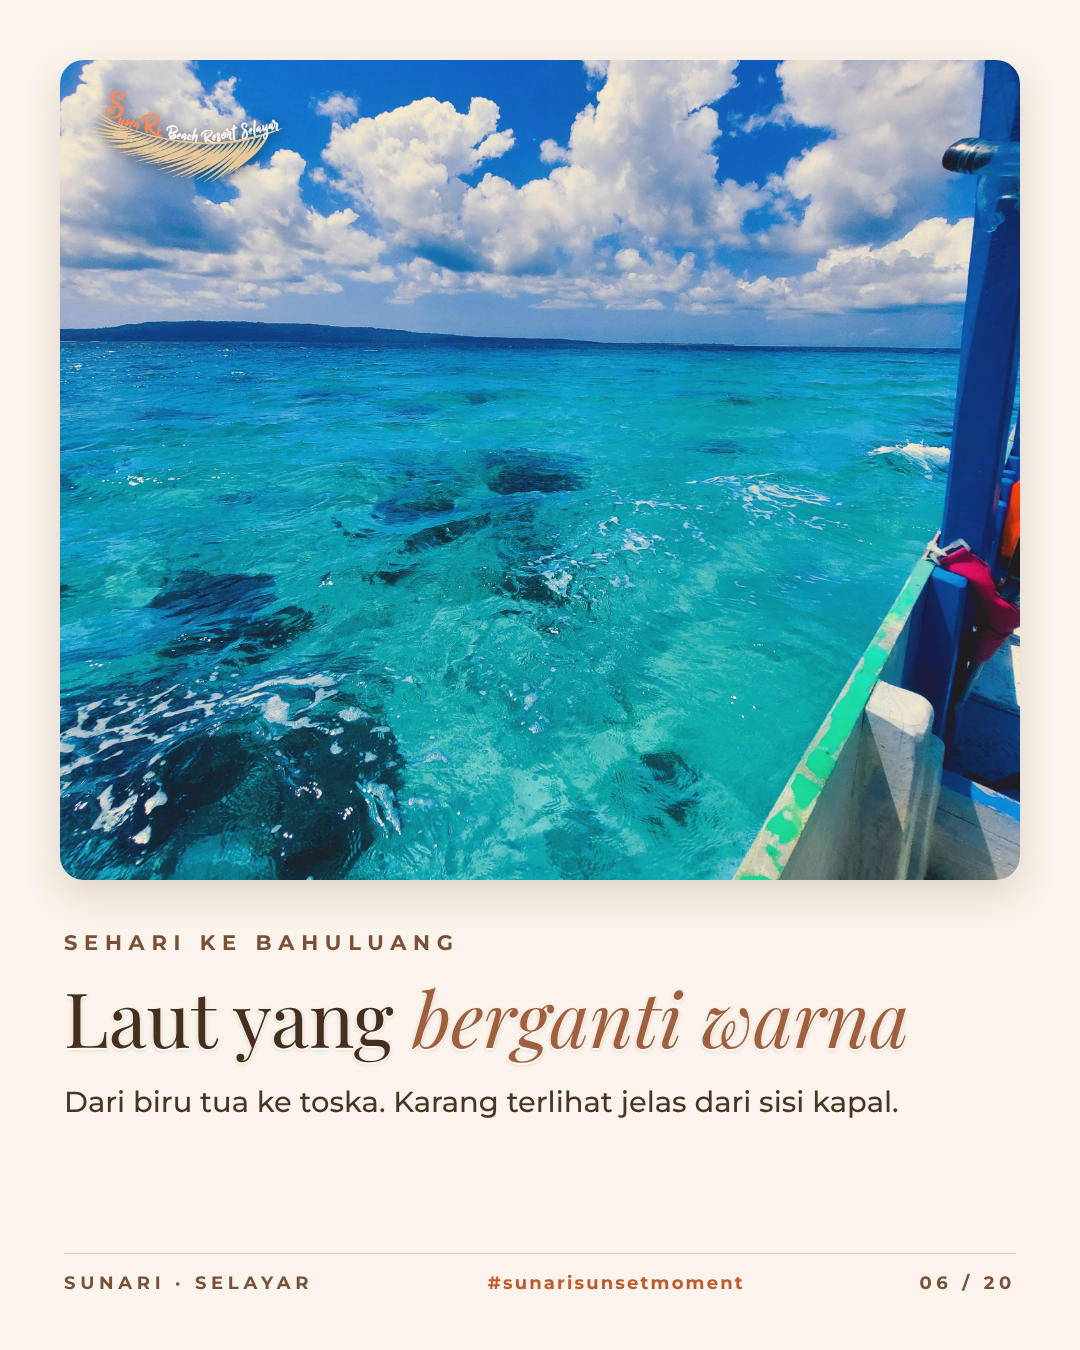 SunaRi Beach Resort Selayar
SEHARI KE BAHULUANG
Laut yang berganti warna
Dari biru tua ke toska. Karang terlihat jelas dari sisi kapal.
SUNARI · SELAYAR
#sunarisunsetmoment
06 / 20